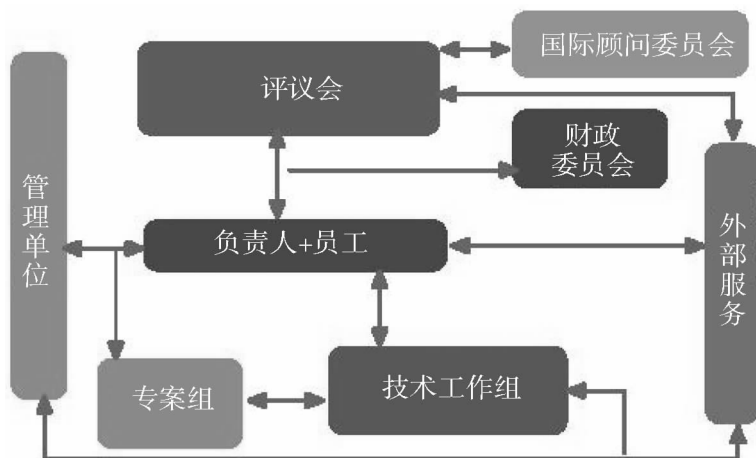 国际顾问委员会
评议会
财政
委员会
管理单位
负责人+员工
外部服务
专案组
技术工作组